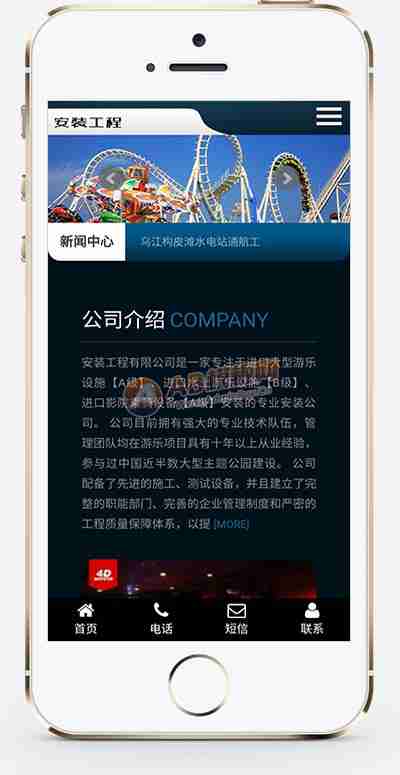 安装工程
新闻中心
乌江构皮滩水电站通航工
公司介绍 COMPANY
安装工程有限公司是一家专注于进口大型游乐
设施【A级】、进口水上游乐设施【B级】、
进口影院乘骑设备【A级】安装的专业安装公
司。 公司目前拥有强大的专业技术队伍，管
理团队均在游乐项目具有十年以上从业经验，
参与过中国近半数大型主题公园建设。 公司
配备了先进的施工、测试设备，并且建立了完
整的职能部门、完善的企业管理制度和严密的
工程质量保障体系，以提 [MORE]
4D
首页
电话
短信
联系